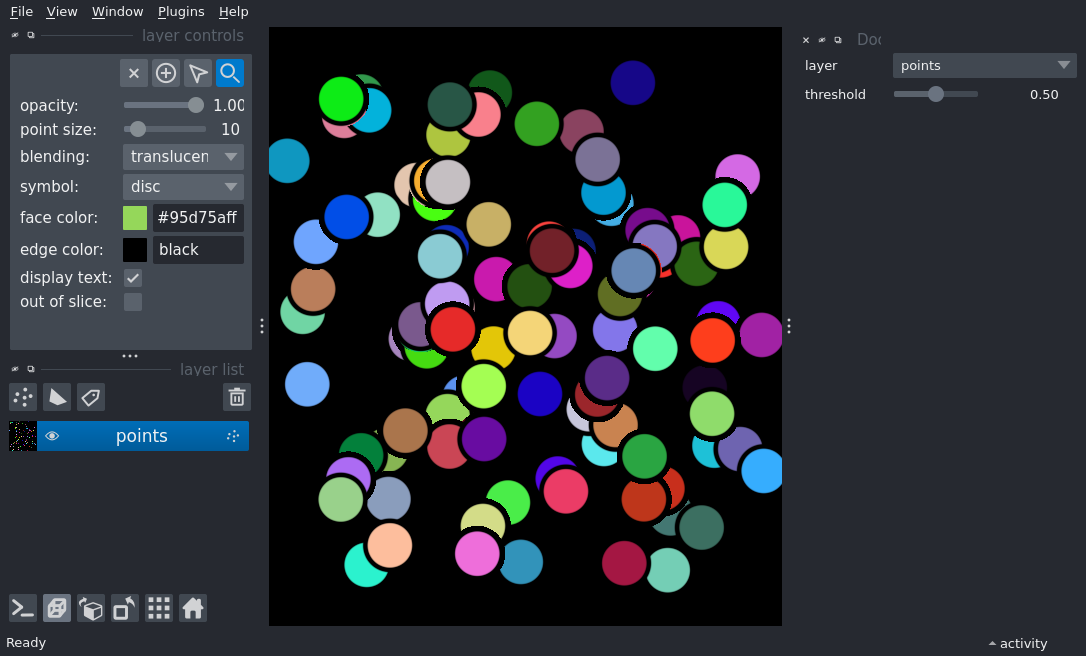 File View Window Plugins Help
layer controls
opacity: 1.00
point size: 10
blending: translucen
symbol: disc
face color: #95d75aff
edge color: black
display text:
out of slice:
layer list
points
Doc
layer points
threshold 0.50
Ready
activity